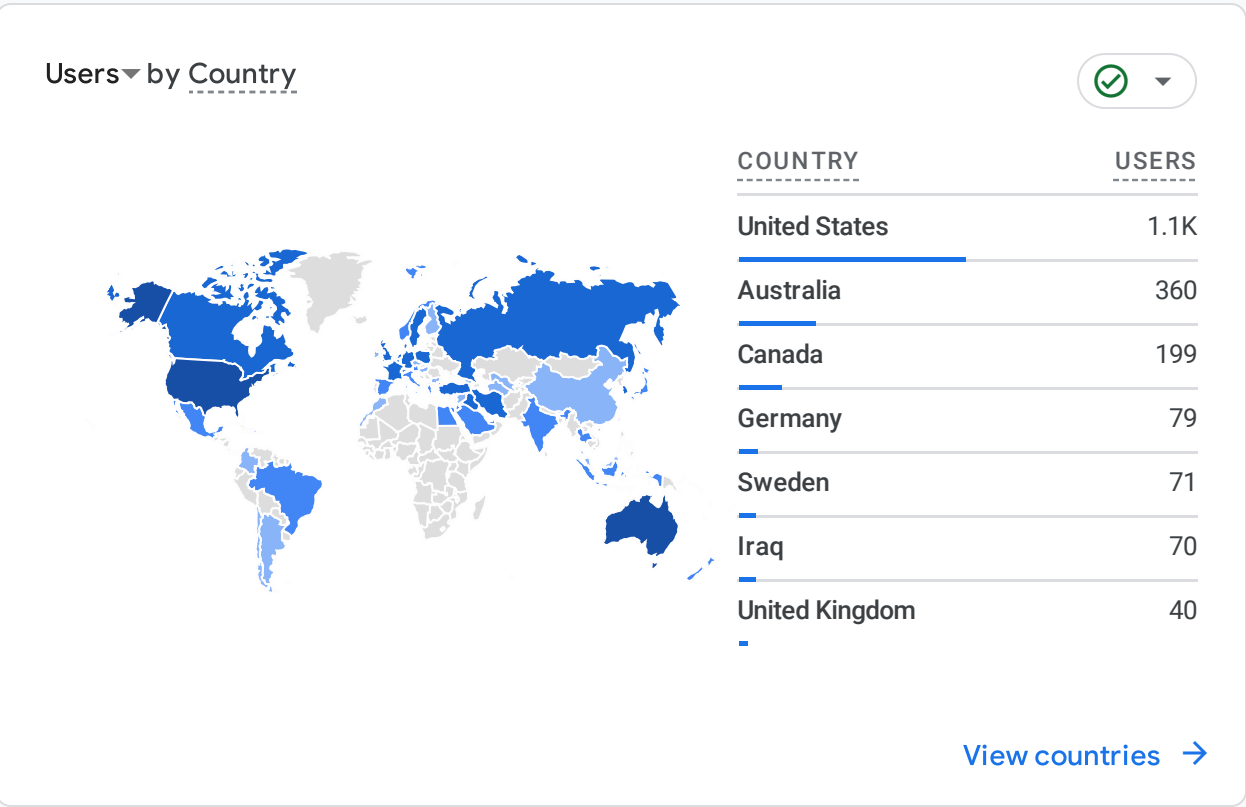 Users by Country
COUNTRY USERS
United States 1.1K
Australia 360
Canada 199
Germany 79
Sweden 71
Iraq 70
United Kingdom 40
View countries